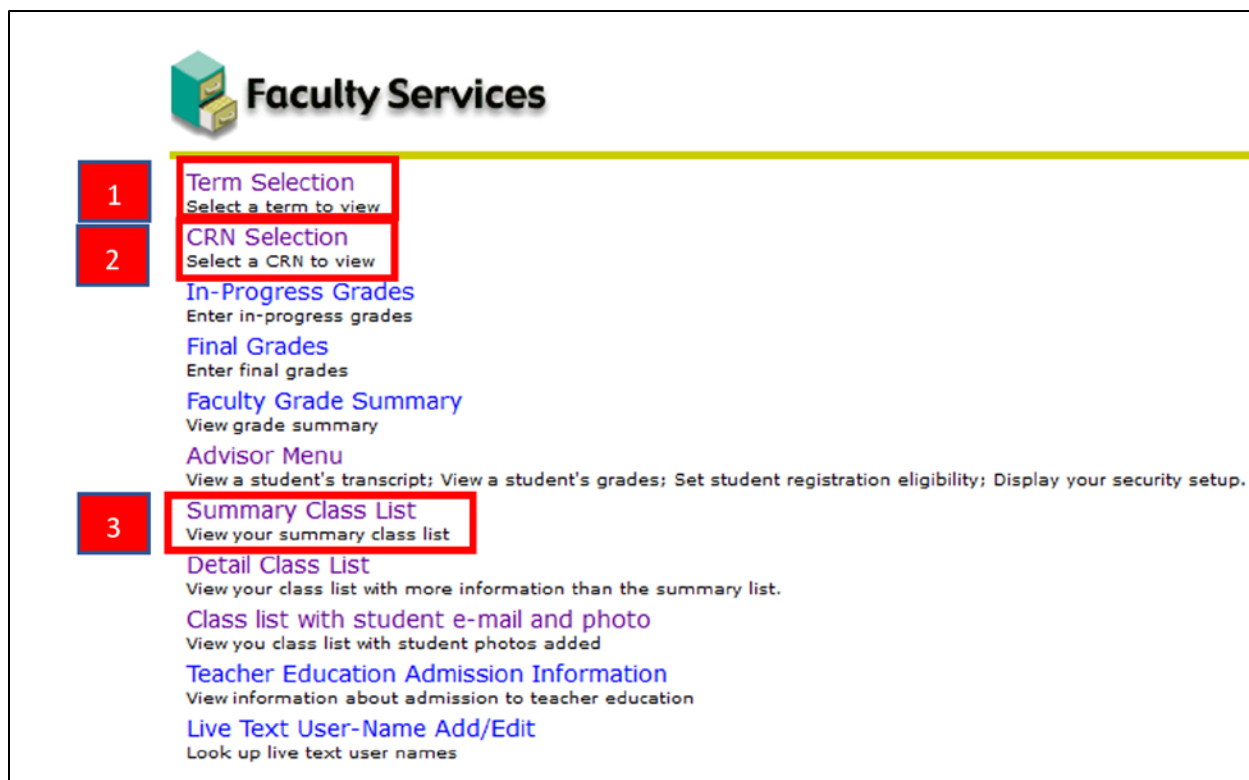 Faculty Services
1
Term Selection
Select a term to view
2
CRN Selection
Select a CRN to view
In-Progress Grades
Enter in-progress grades
Final Grades
Enter final grades
Faculty Grade Summary
View grade summary
Advisor Menu
View a student's transcript; View a student's grades; Set student registration eligibility; Display your security setup.
3
Summary Class List
View your summary class list
Detail Class List
View your class list with more information than the summary list.
Class list with student e-mail and photo
View you class list with student photos added
Teacher Education Admission Information
View information about admission to teacher education
Live Text User-Name Add/Edit
Look up live text user names